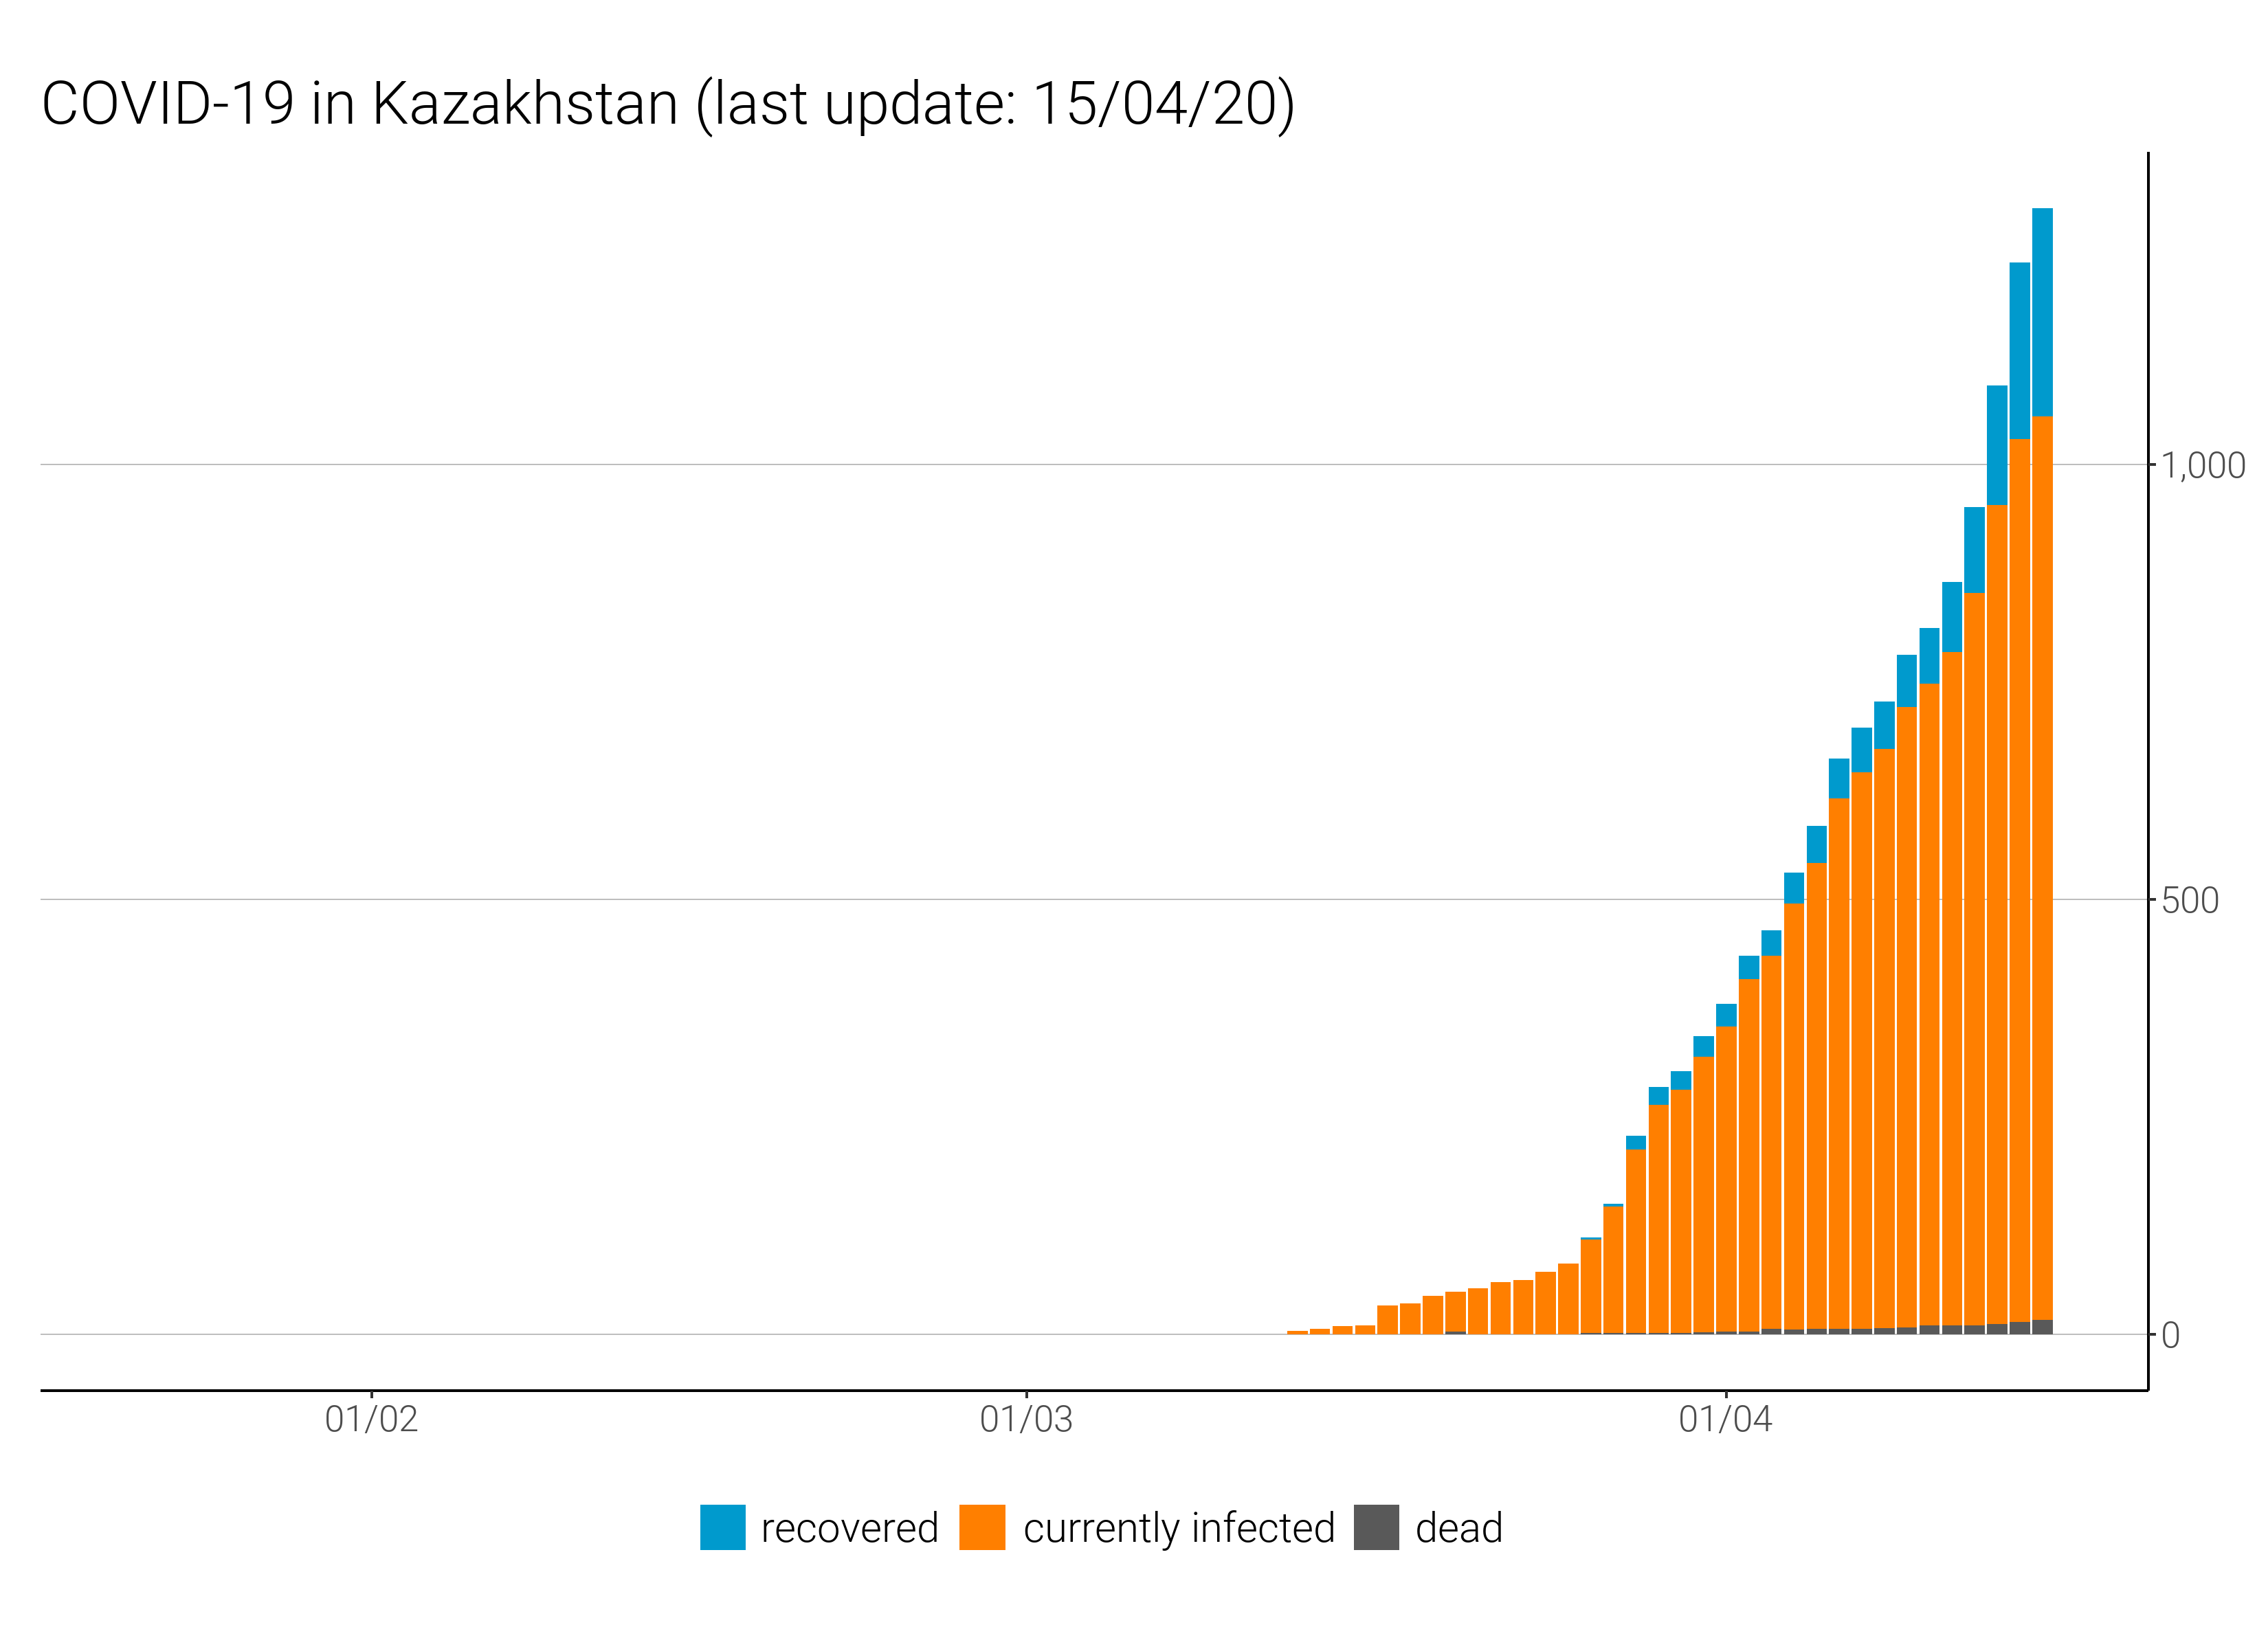 COVID-19 in Kazakhstan (last update: 15/04/20)
1,000
500
0
01/02 01/03 01/04
recovered currently infected dead